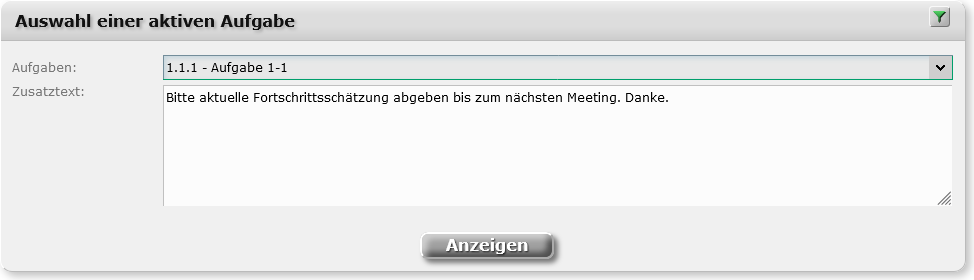 Auswahl einer aktiven Aufgabe
Aufgaben:
1.1.1 - Aufgabe 1-1
Zusatztext:
Bitte aktuelle Fortschrittsschätzung abgeben bis zum nächsten Meeting. Danke.
Anzeigen